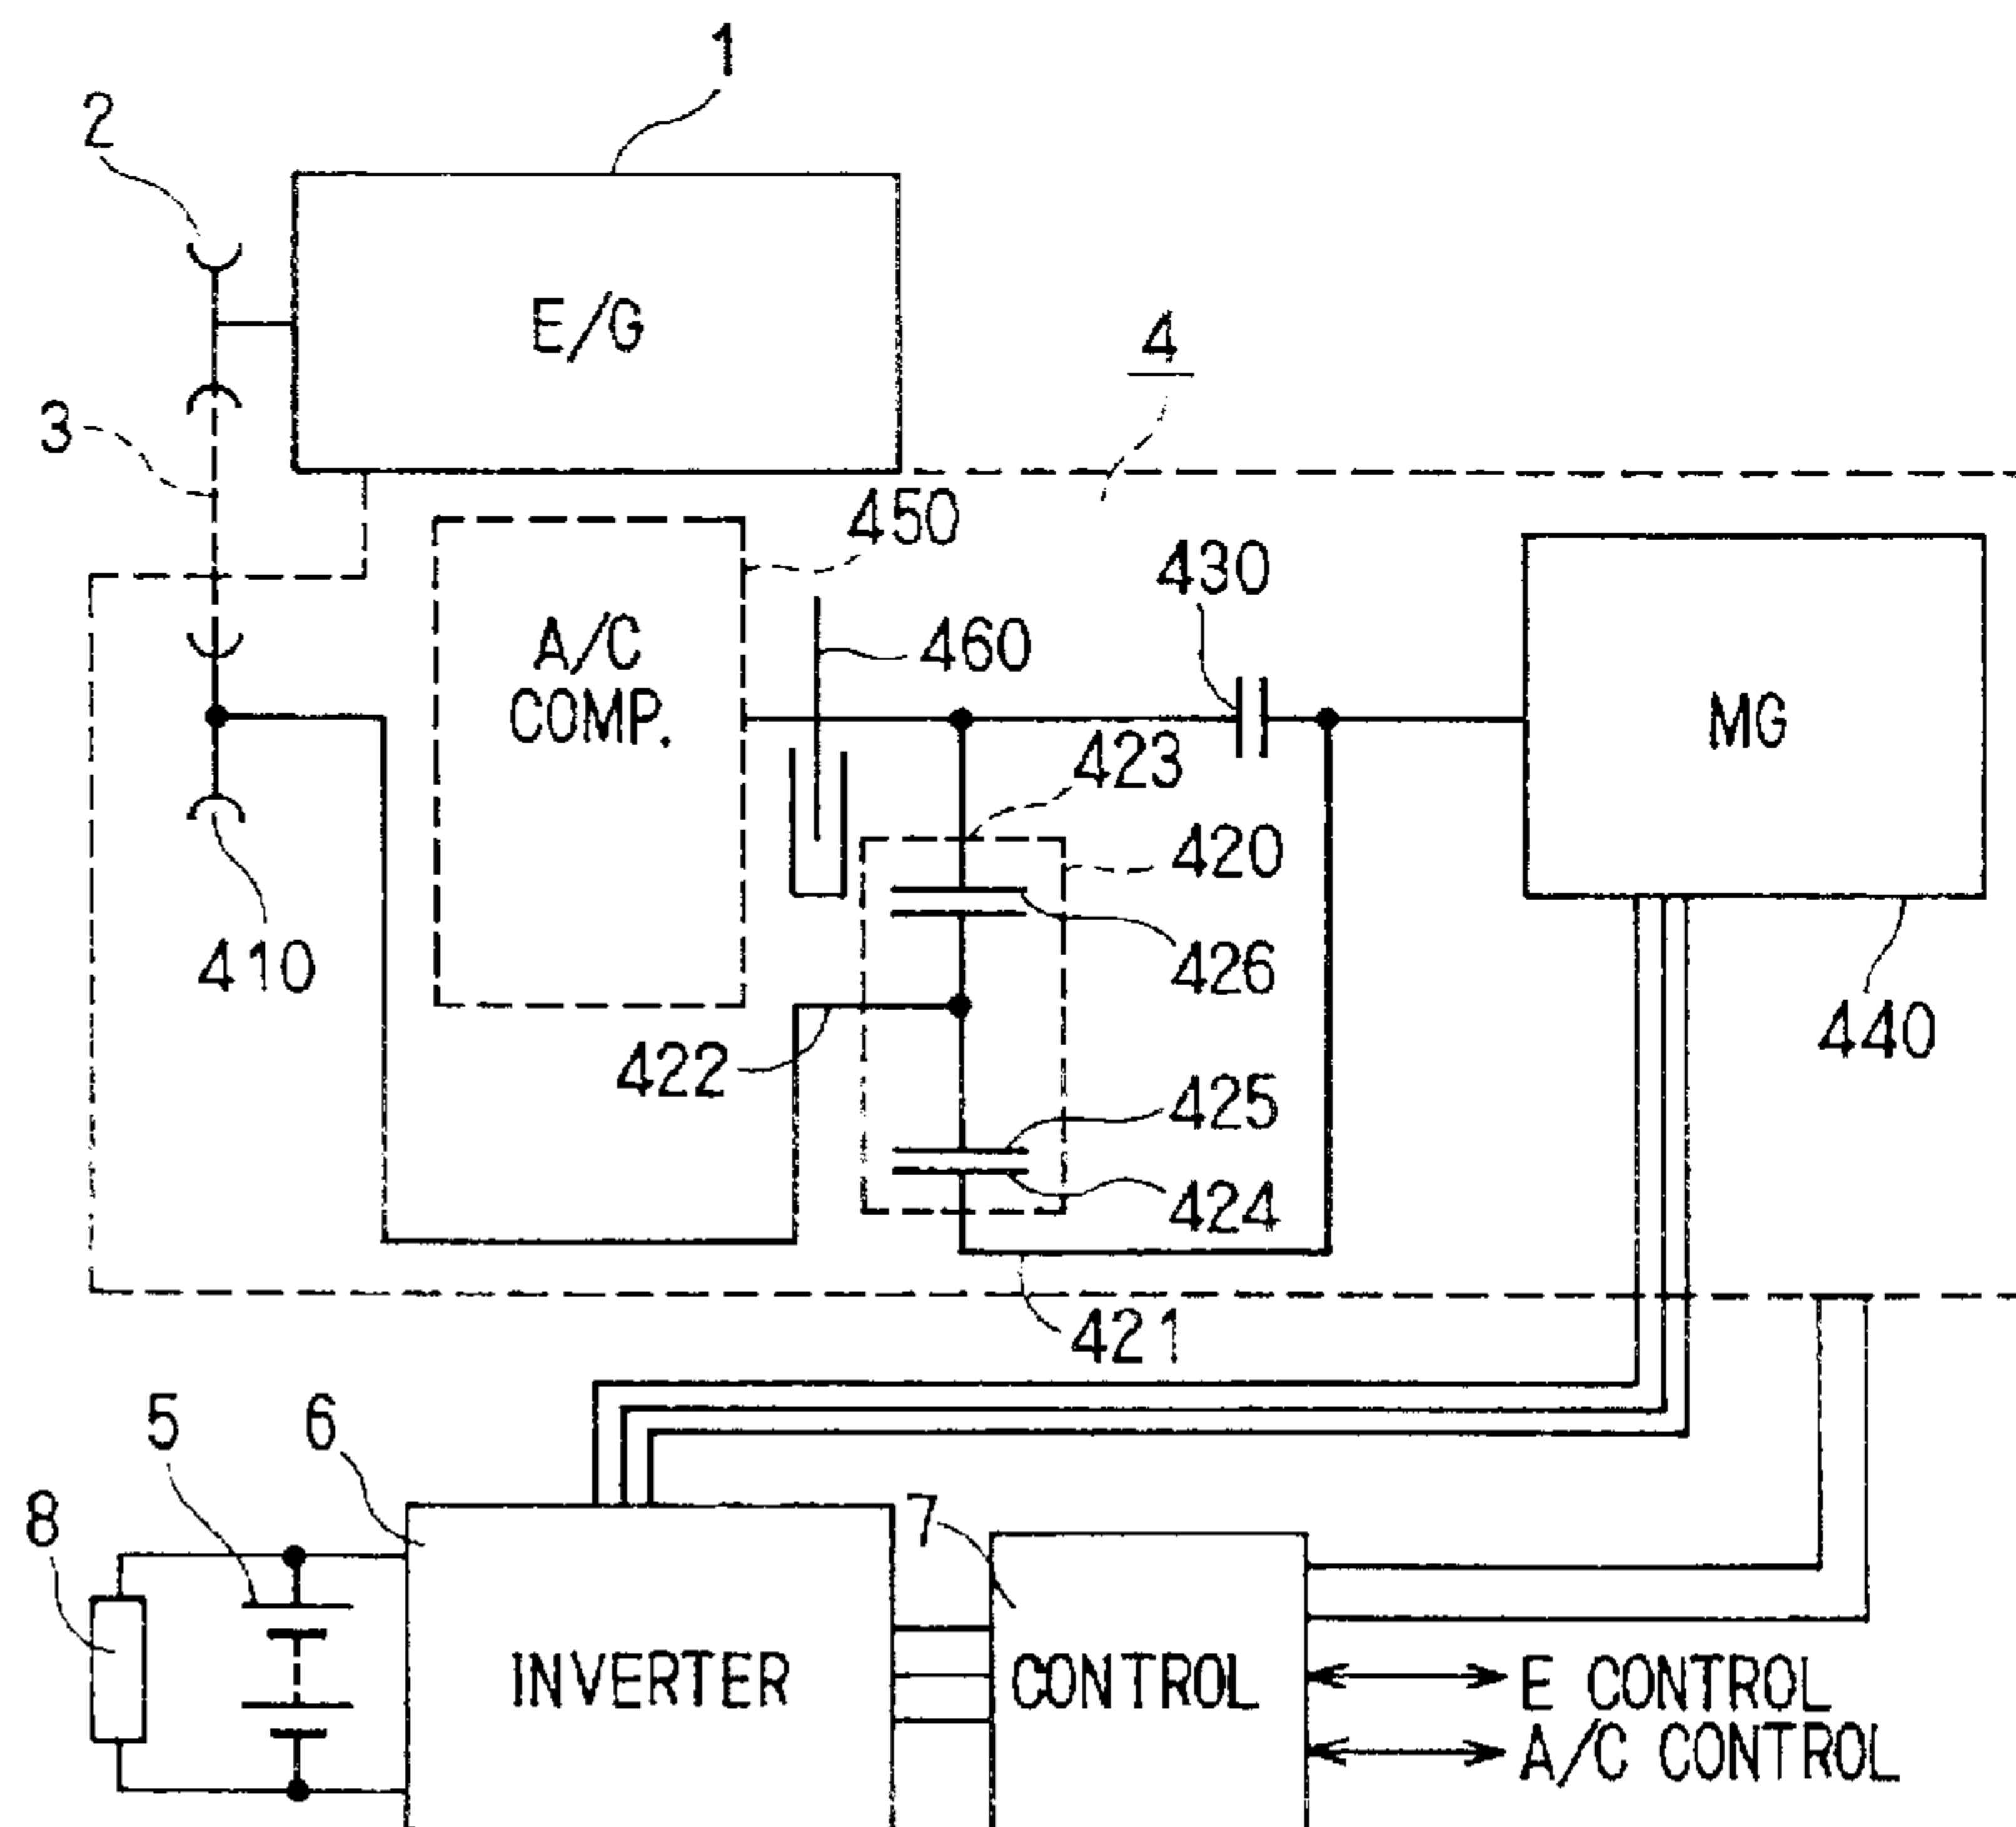 1
2
E/G
4
3
450
430
A/C
COMP.
460
MG
423
420
410
426
422
440
425
424
421
5
6
7
8
INVERTER
CONTROL
E CONTROL
A/C CONTROL